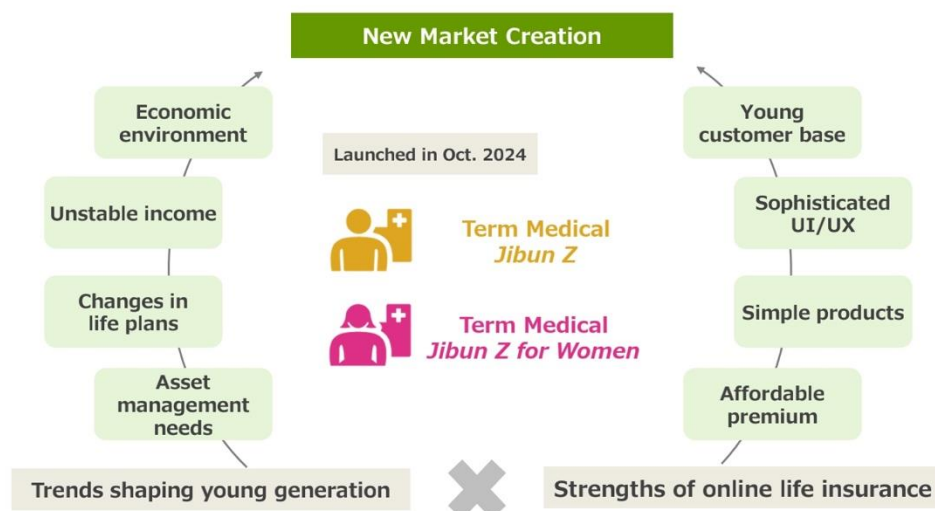 New Market Creation
Economic
environment
Unstable income
Changes in
life plans
Asset
management
needs
Trends shaping young generation
Launched in Oct. 2024
Term Medical
Jibun Z
Term Medical
Jibun Z for Women
Young
customer base
Sophisticated
UI/UX
Simple products
Affordable
premium
Strengths of online life insurance